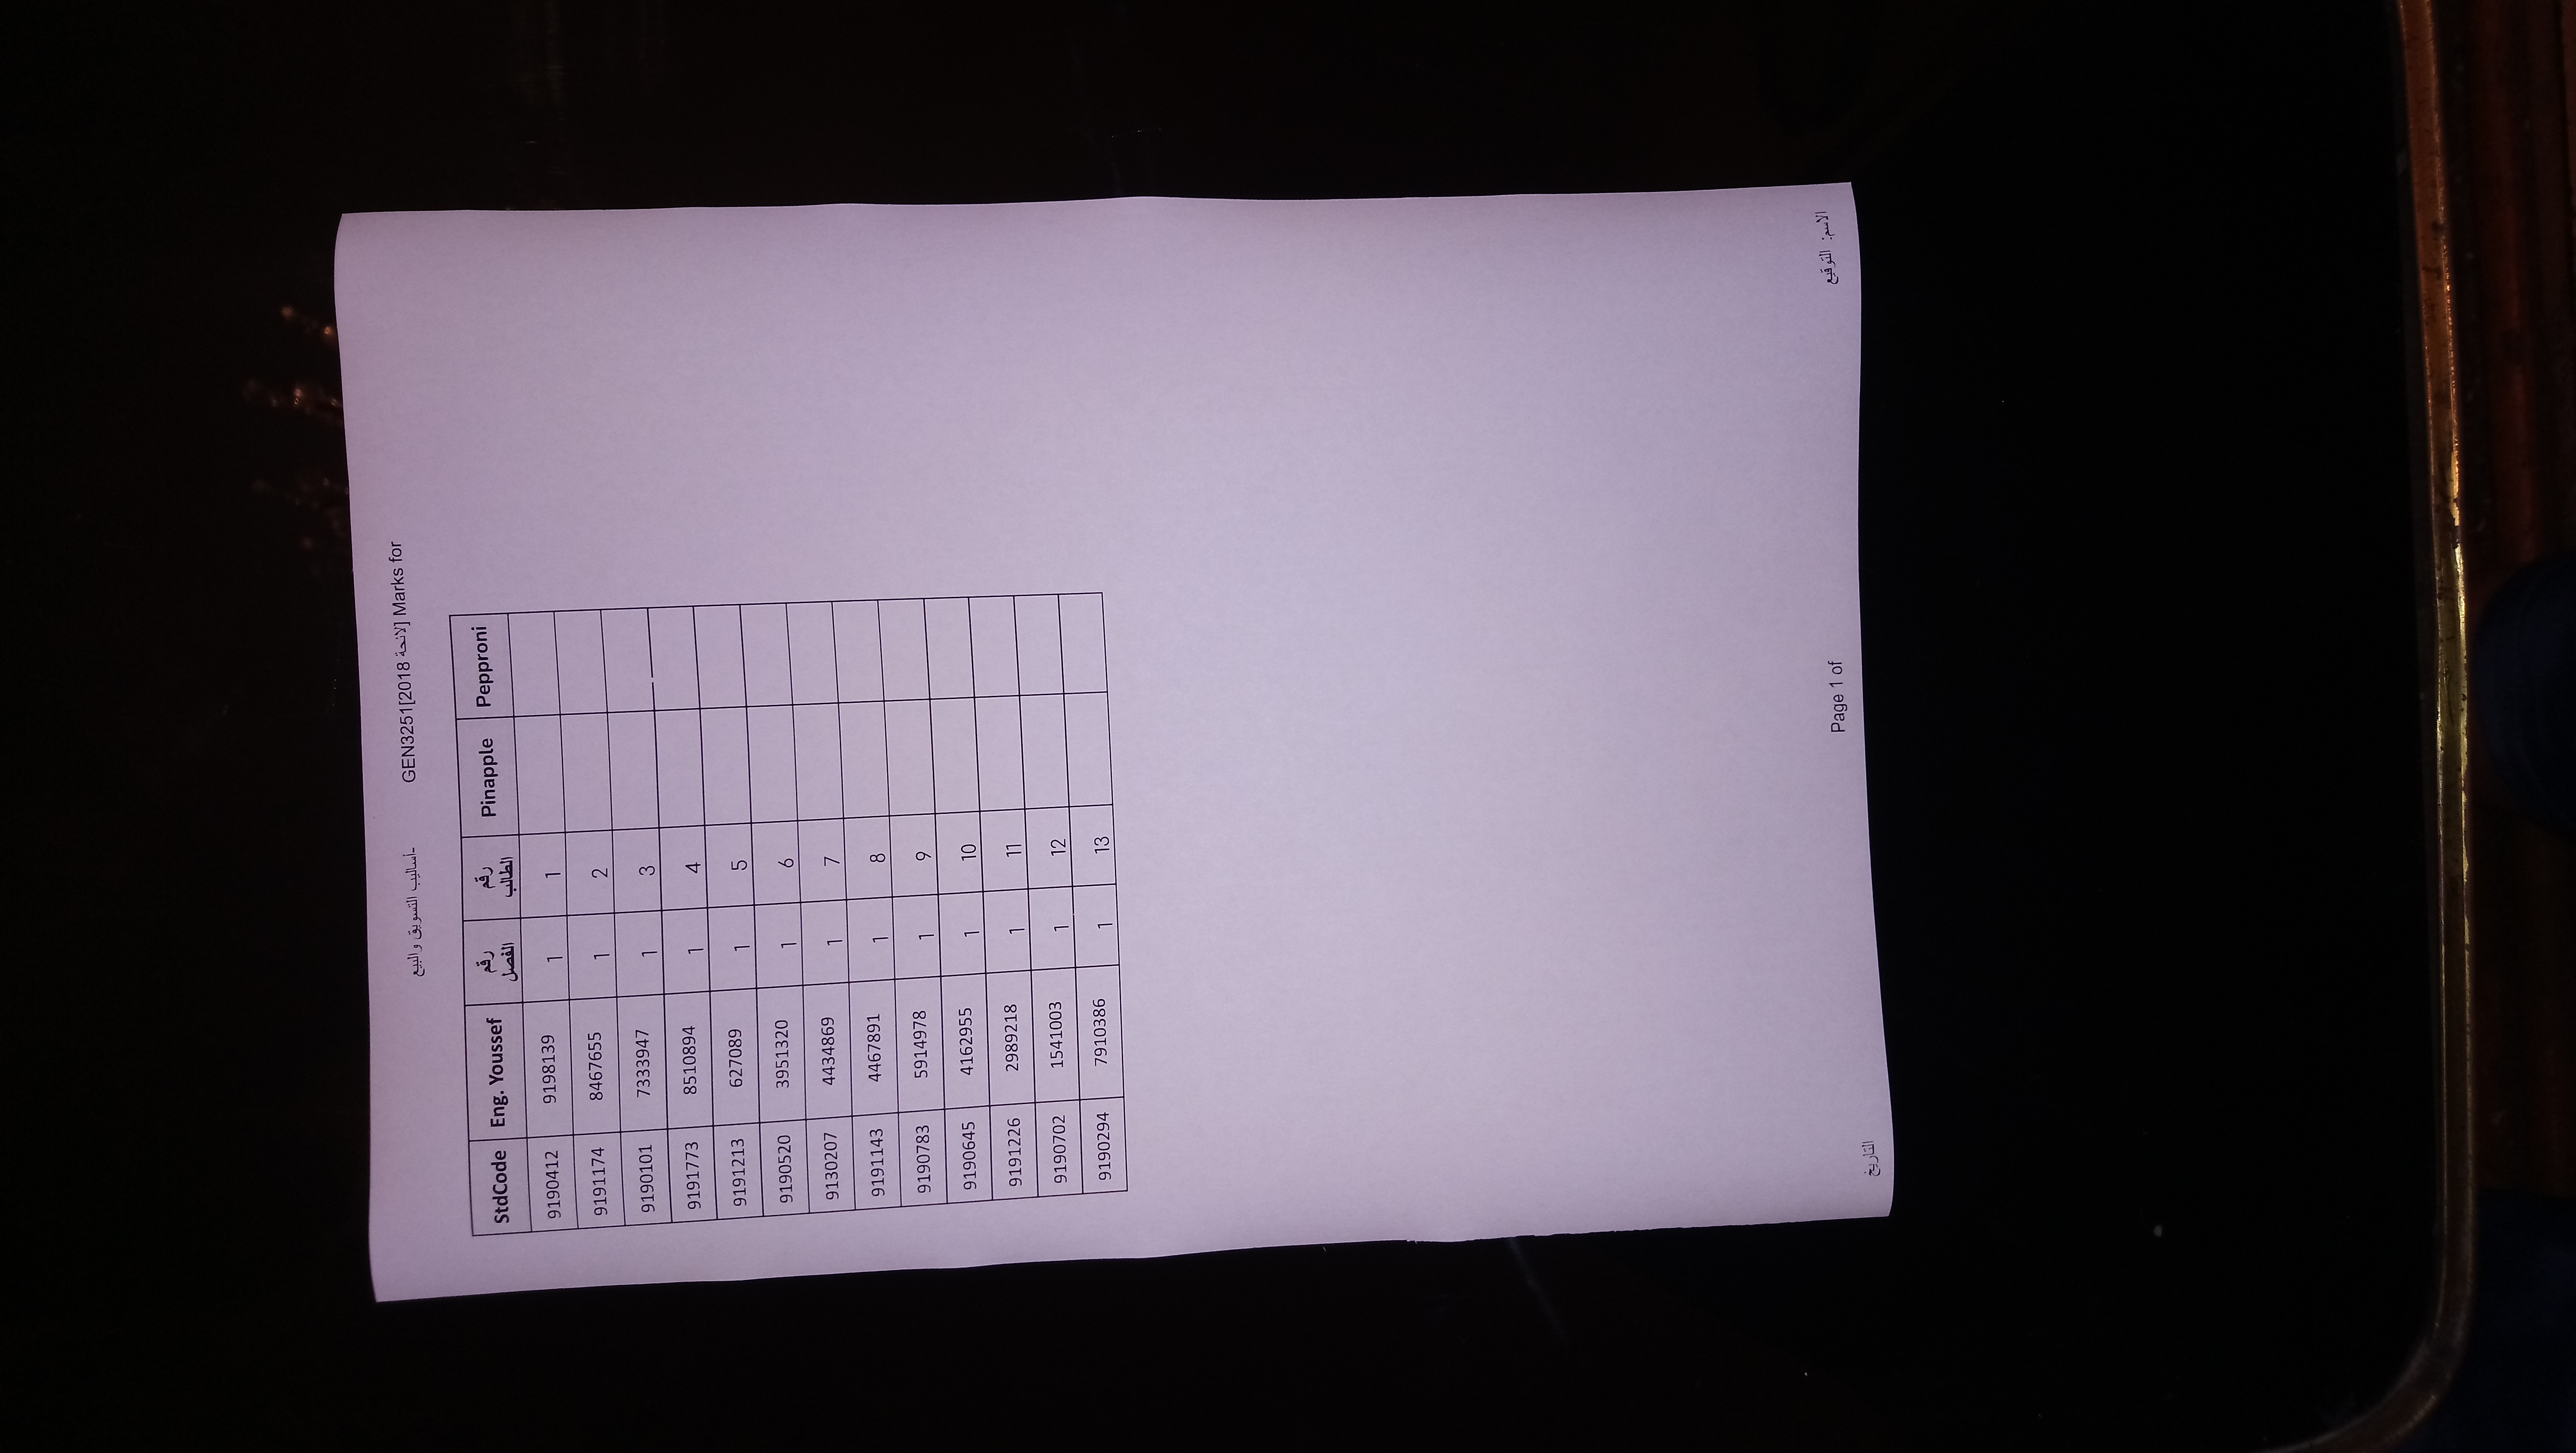 GEN3251[2018 لائحة] Marks for -أساليب التسويق والبيع
StdCode Eng. Youssef رقم الفصل رقم الطالب Pinapple Pepproni
9190412 9198139 1 1
9191174 8467655 1 2
9190101 7333947 1 3
9191773 8510894 1 4
9191213 627089 1 5
9190520 3951320 1 6
9130207 4434869 1 7
9191143 4467891 1 8
9190783 5914978 1 9
9190645 4162955 1 10
9191226 2989218 1 11
9190702 1541003 1 12
9190294 7910386 1 13
الاسم: التوقيع
Page 1 of
التاريخ